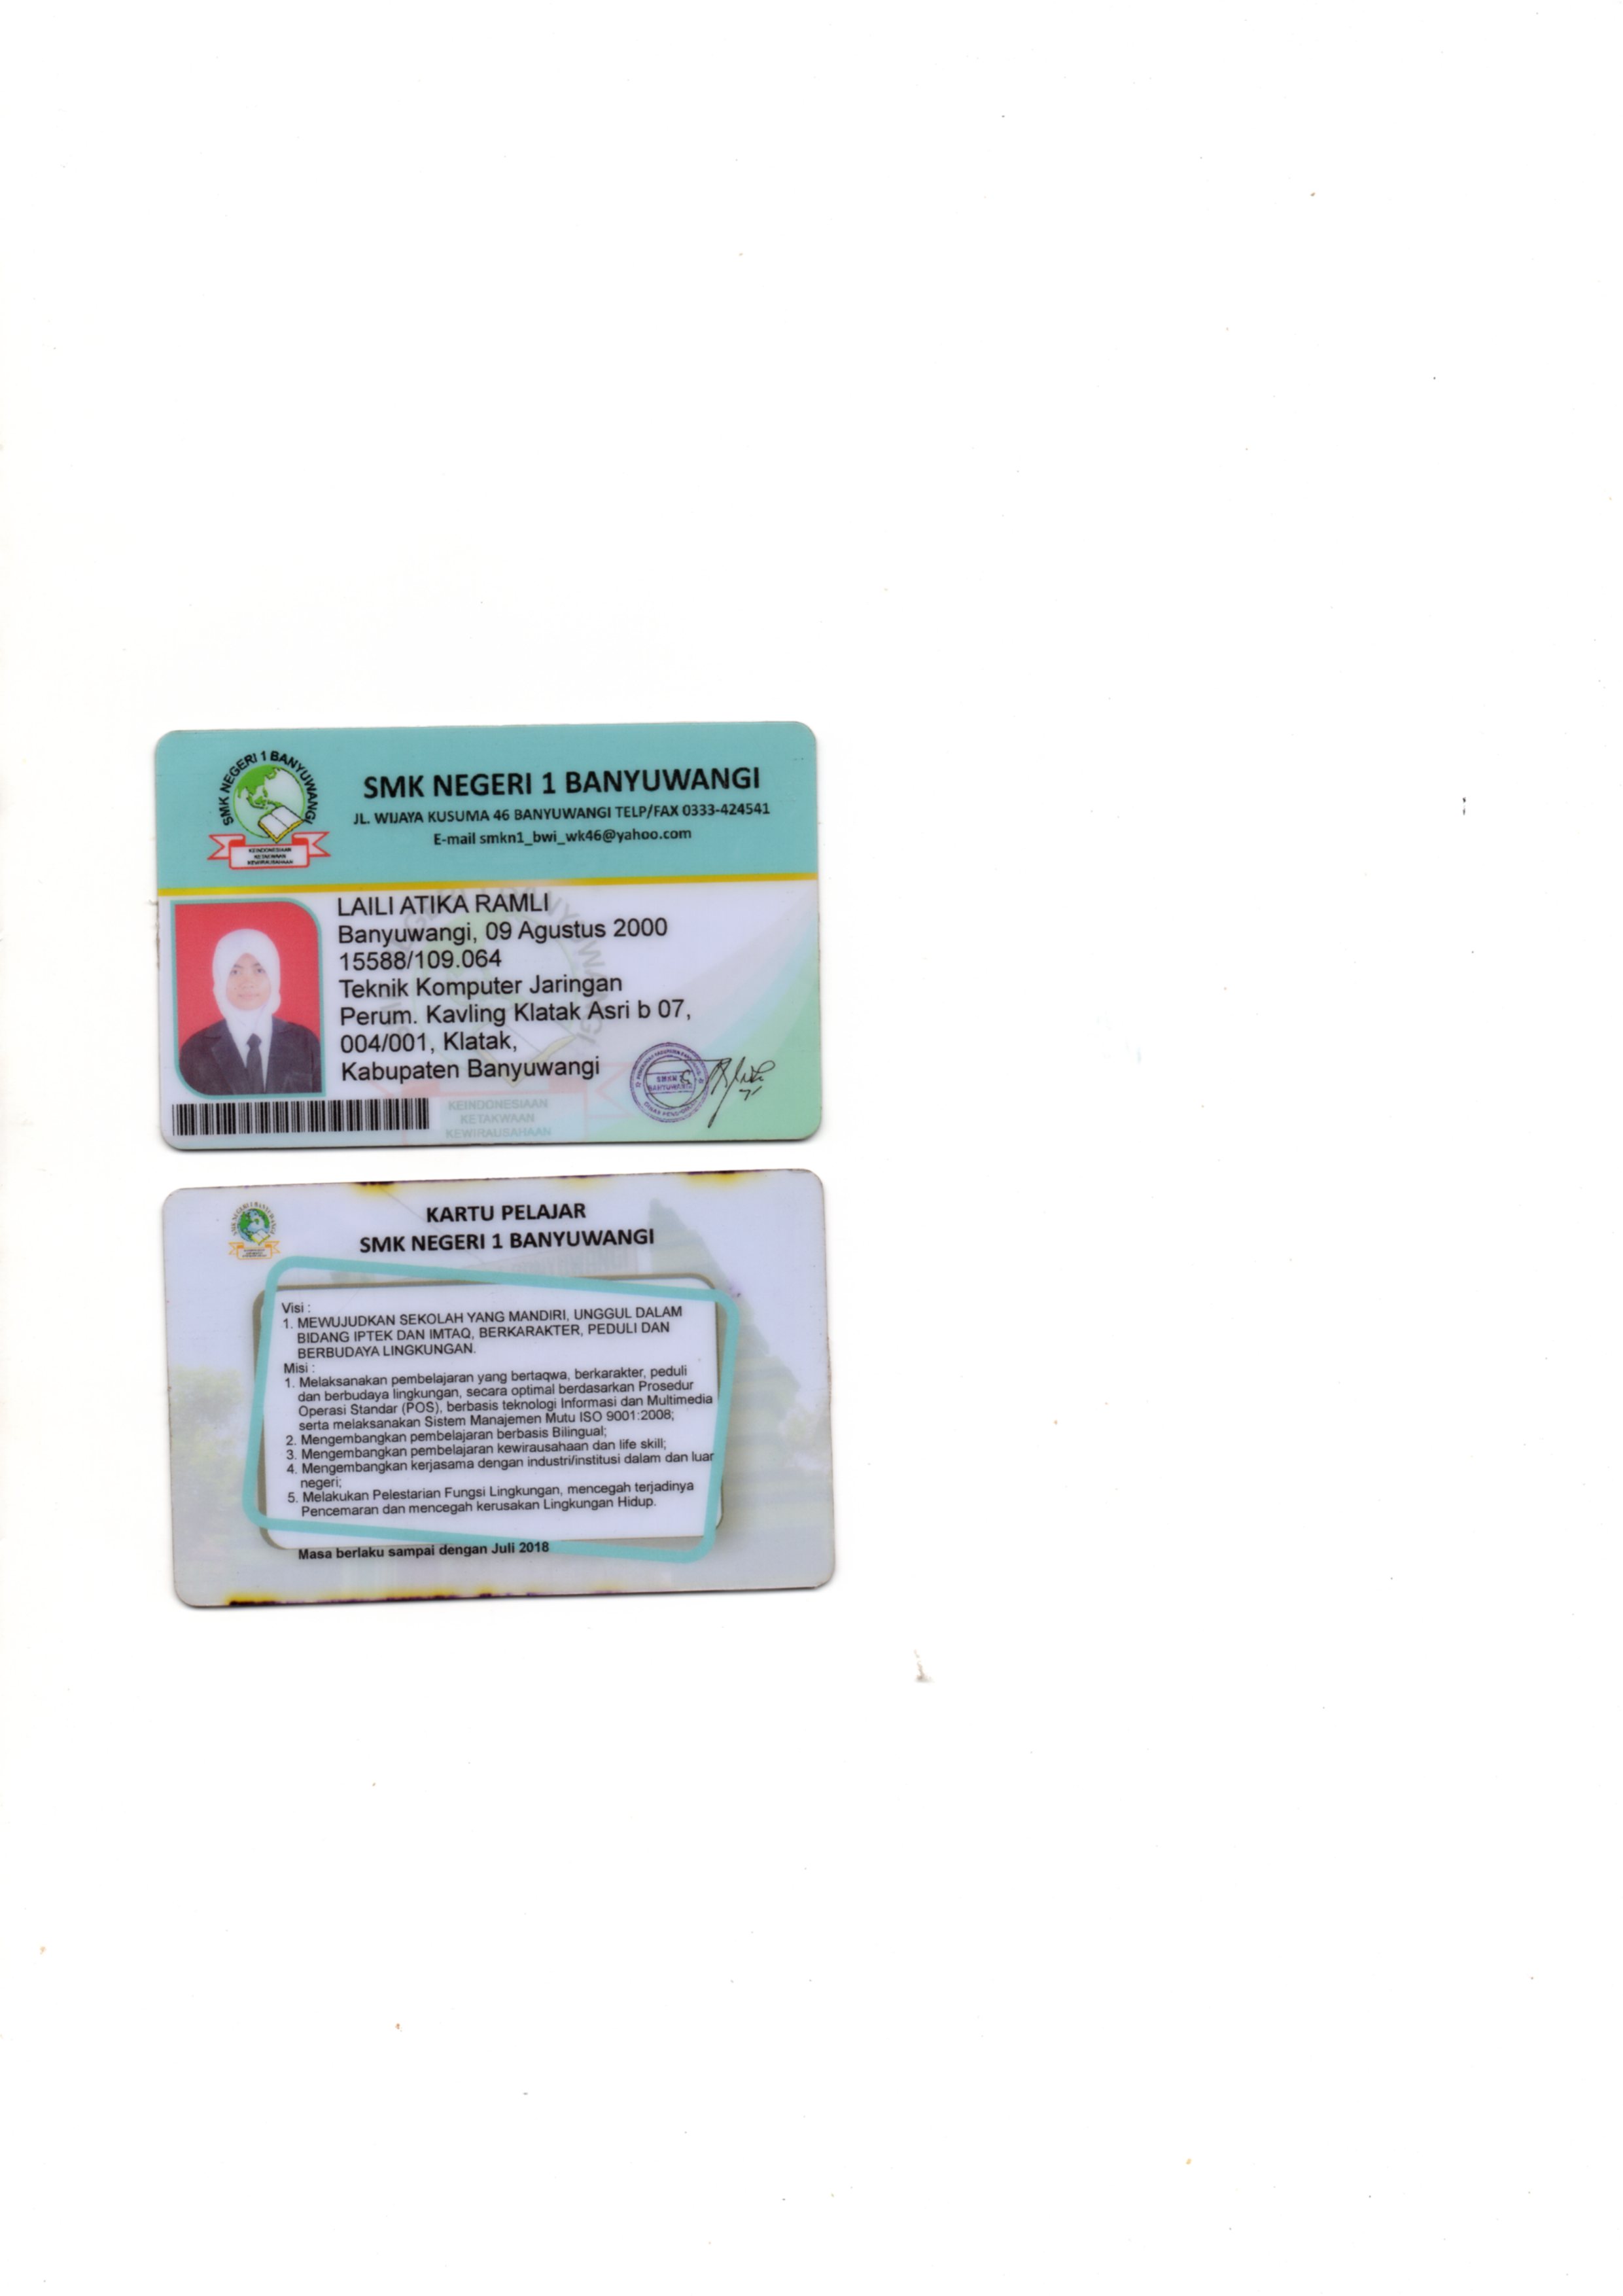 SMK NEGERI 1 BANYUWANGI
KEINDONESIAAN
KETAKWAAN
KEWIRAUSAHAAN
SMK NEGERI 1 BANYUWANGI
JL. WIJAYA KUSUMA 46 BANYUWANGI TELP/FAX 0333-424541
E-mail smkn1_bwi_wk46@yahoo.com
LAILI ATIKA RAMLI
Banyuwangi, 09 Agustus 2000
15588/109.064
Teknik Komputer Jaringan
Perum. Kavling Klatak Asri b 07,
004/001, Klatak,
Kabupaten Banyuwangi
KEINDONESIAAN
KETAKWAAN
KEWIRAUSAHAAN
KARTU PELAJAR
SMK NEGERI 1 BANYUWANGI
Visi :
1. MEWUJUDKAN SEKOLAH YANG MANDIRI, UNGGUL DALAM
BIDANG IPTEK DAN IMTAQ, BERKARAKTER, PEDULI DAN
BERBUDAYA LINGKUNGAN.
Misi :
1. Melaksanakan pembelajaran yang bertaqwa, berkarakter, peduli
dan berbudaya lingkungan, secara optimal berdasarkan Prosedur
Operasi Standar (POS), berbasis teknologi Informasi dan Multimedia
serta melaksanakan Sistem Manajemen Mutu ISO 9001:2008;
2. Mengembangkan pembelajaran berbasis Bilingual;
3. Mengembangkan pembelajaran kewirausahaan dan life skill;
4. Mengembangkan kerjasama dengan industri/institusi dalam dan luar
negeri;
5. Melakukan Pelestarian Fungsi Lingkungan, mencegah terjadinya
Pencemaran dan mencegah kerusakan Lingkungan Hidup.
Masa berlaku sampai dengan Juli 2018